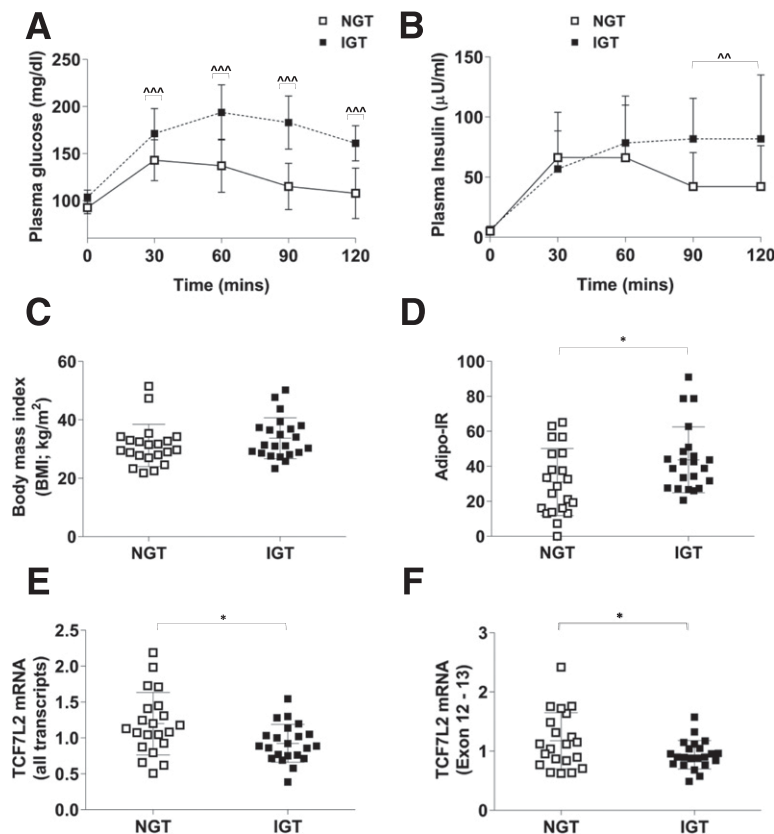 A
NGT
IGT
Plasma glucose (mg/dl)
250
200
150
100
^^^
^^^
^^^
^^^
0
30
60
90
120
Time (mins)
B
NGT
IGT
Plasma Insulin (μU/ml)
150
100
50
0
^^
0
30
60
90
120
Time (mins)
C
Body mass index
(BMI; kg/m²)
60
40
20
0
NGT
IGT
D
Adipo-IR
100
80
60
40
20
0
*
NGT
IGT
E
TCF7L2 mRNA
(all transcripts)
2.5
2.0
1.5
1.0
0.5
0.0
*
NGT
IGT
F
TCF7L2 mRNA
(Exon 12 - 13)
3
2
1
0
*
NGT
IGT